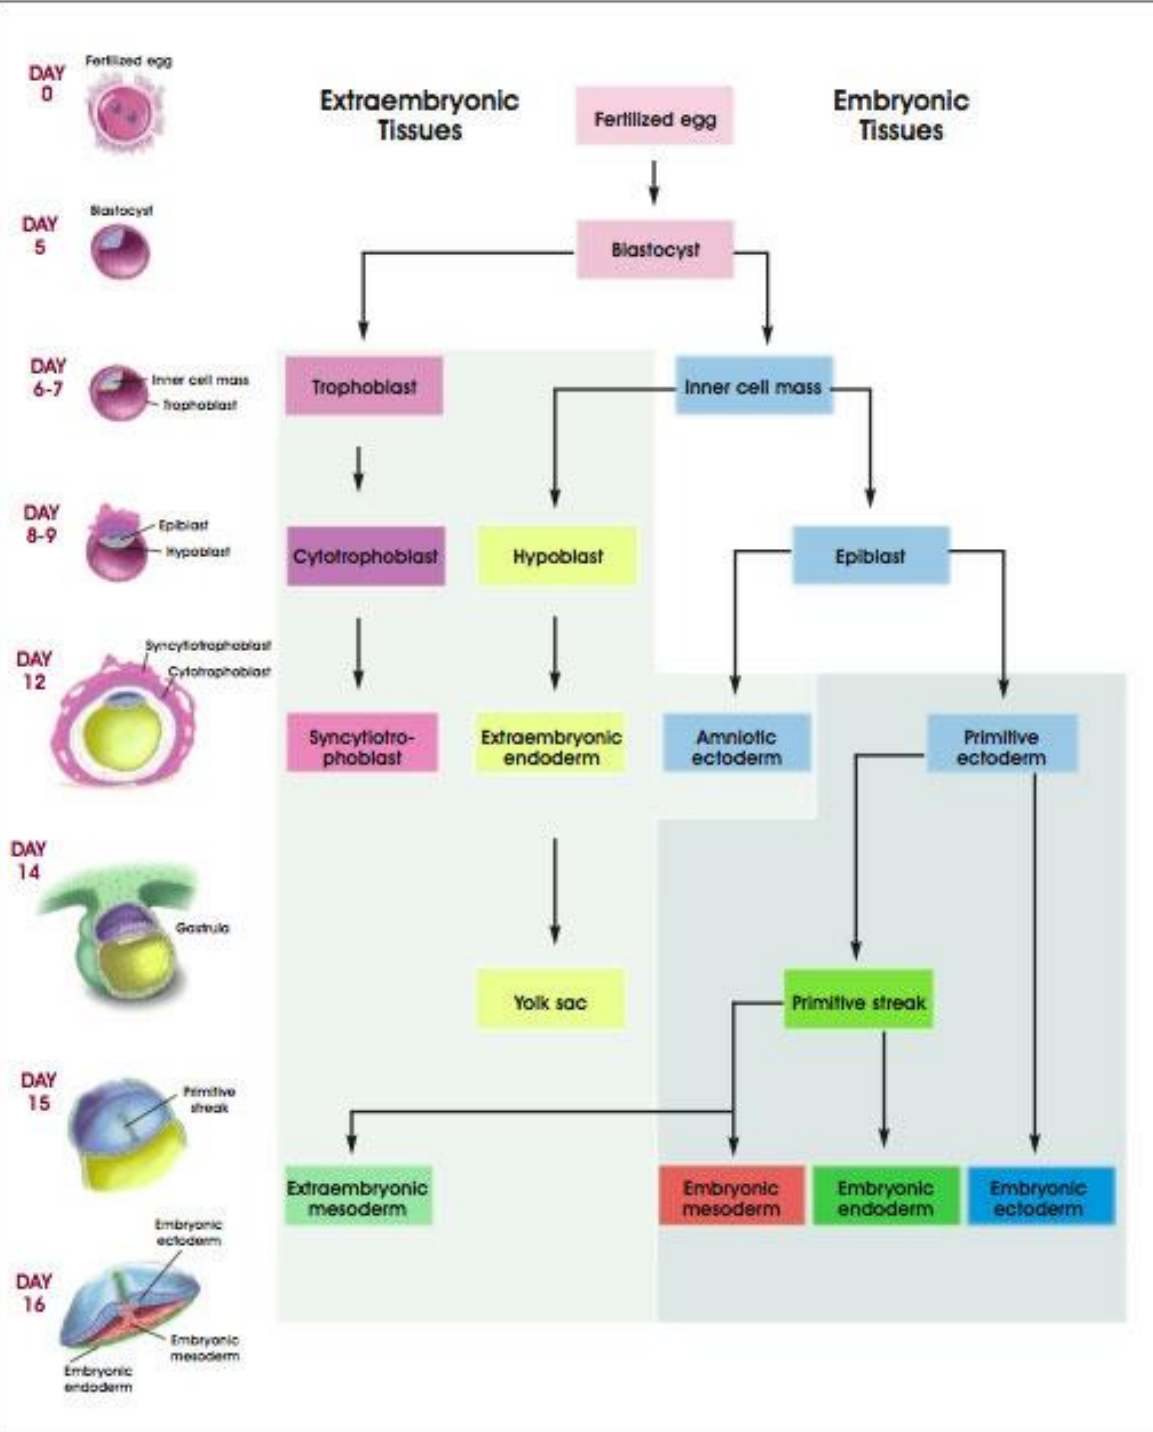 DAY
0
Fertilized egg
Extraembryonic
Tissues
Fertilized egg
Embryonic
Tissues
DAY
5
Blastocyst
Blastocyst
DAY
6-7
Inner cell mass
Trophoblast
Trophoblast
Inner cell mass
DAY
8-9
Epiblast
Hypoblast
Cytotrophoblast
Hypoblast
Epiblast
DAY
12
Syncytiotrophoblast
Cytotrophoblast
Syncytiotro-
phoblast
Extraembryonic
endoderm
Amniotic
ectoderm
Primitive
ectoderm
DAY
14
Gastrula
Yolk sac
Primitive streak
DAY
15
Primitive
streak
Extraembryonic
mesoderm
Embryonic
mesoderm
Embryonic
endoderm
Embryonic
ectoderm
DAY
16
Embryonic
ectoderm
Embryonic
mesoderm
Embryonic
endoderm